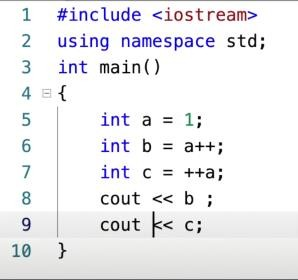 1 #include <iostream>
2 using namespace std;
3 int main()
4 {
5 int a = 1;
6 int b = a++;
7 int c = ++a;
8 cout << b ;
9 cout << c;
10 }